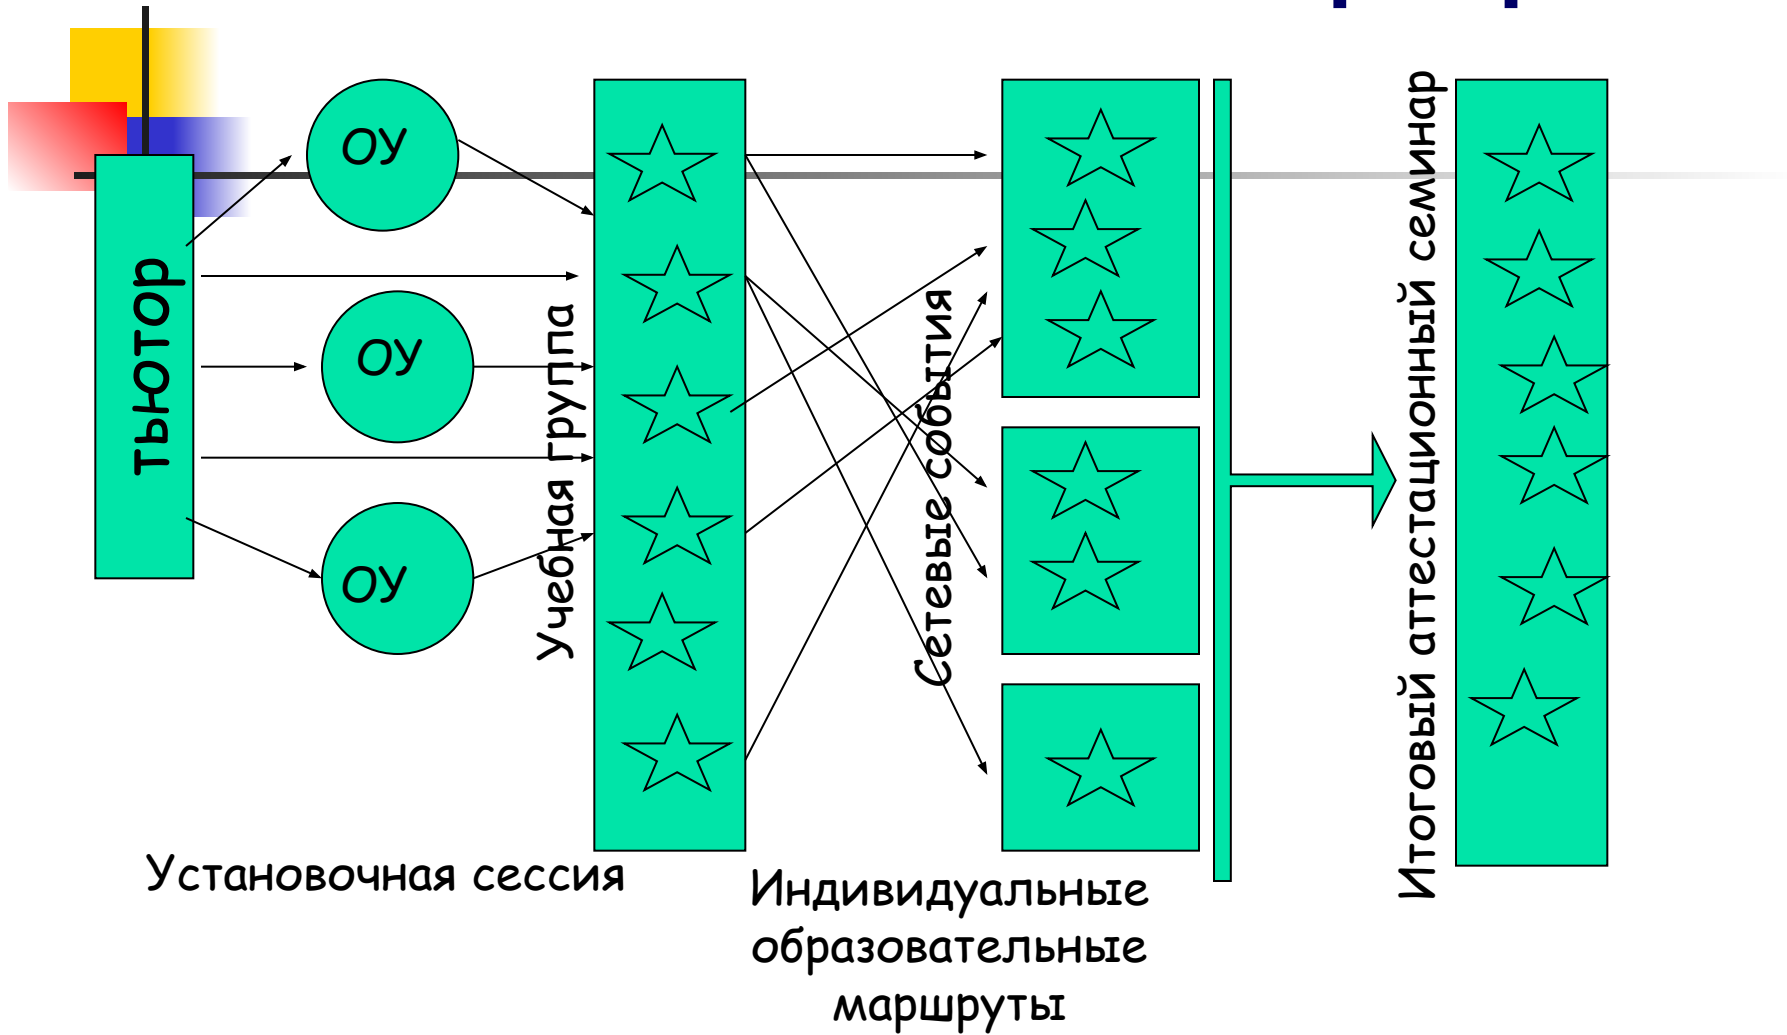 тьютор
ОУ
ОУ
ОУ
Учебная группа
Сетевые события
Итоговый аттестационный семинар
Установочная сессия
Индивидуальные
образовательные
маршруты